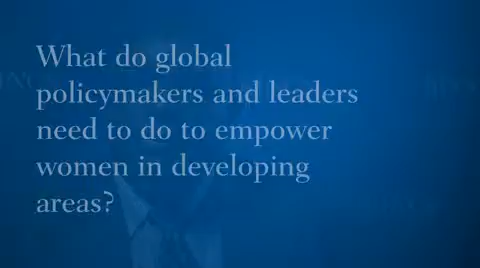 What do global
policymakers and leaders
need to do to empower
women in developing
areas?